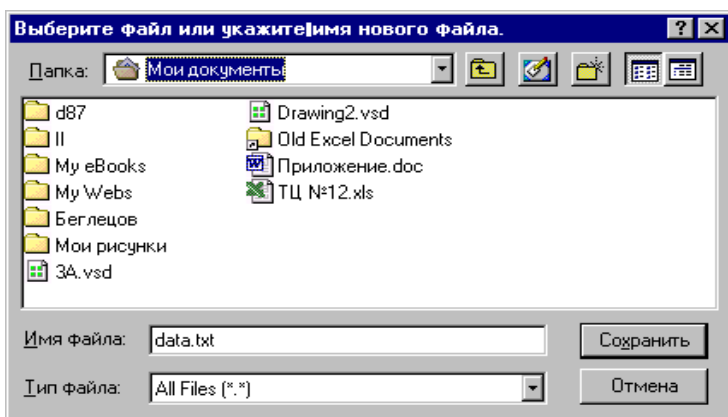 Выберите файл или укажите имя нового файла.
Папка: Мои документы
d87
II
My eBooks
My Webs
Беглецов
Мои рисунки
3A.vsd
Drawing2.vsd
Old Excel Documents
Приложение.doc
ТЦ №12.xls
Имя файла: data.txt Сохранить
Тип файла: All Files (*.*) Отмена